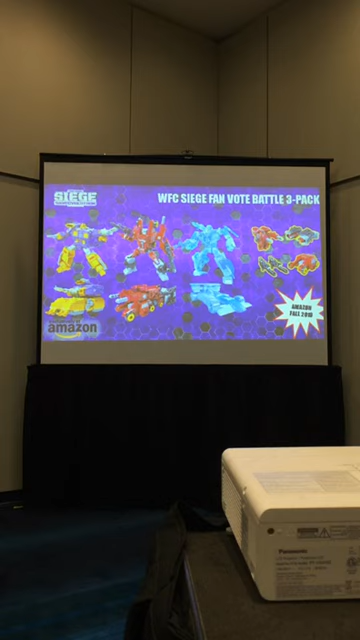 SIEGE
WFC SIEGE FAN VOTE BATTLE 3-PACK
amazon
AMAZON
FALL 2019
Panasonic